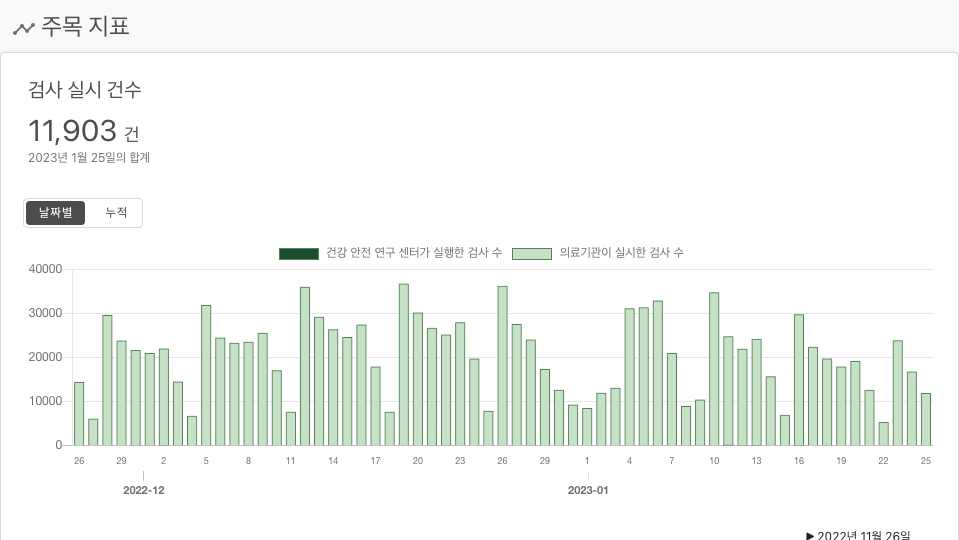 주목 지표
검사 실시 건수
11,903 건
2023년 1월 25일의 합계
날짜별 누적
건강 안전 연구 센터가 실행한 검사 수 의료기관이 실시한 검사 수
40000
30000
20000
10000
0
26 29 2 5 8 11 14 17 20 23 26 29 1 4 7 10 13 16 19 22 25
2022-12 2023-01
▶ 2022년 11월 26일